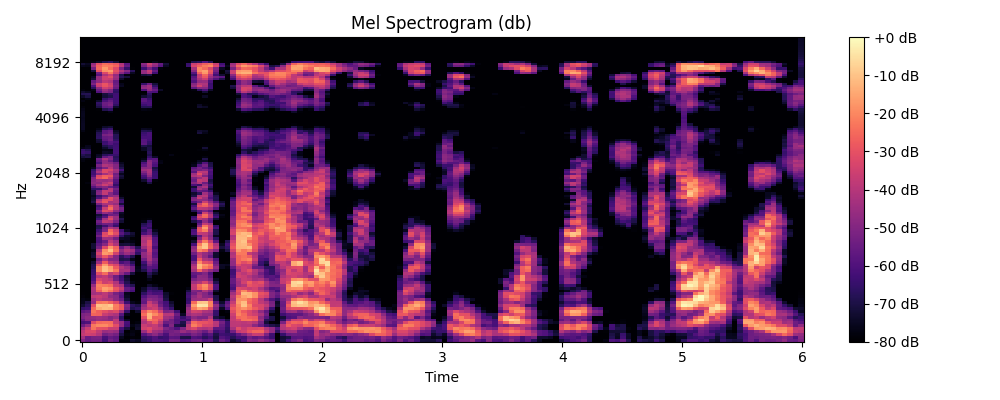 Mel Spectrogram (db)
8192
4096
2048
1024
512
0
Hz
0 1 2 3 4 5 6
Time
+0 dB
-10 dB
-20 dB
-30 dB
-40 dB
-50 dB
-60 dB
-70 dB
-80 dB